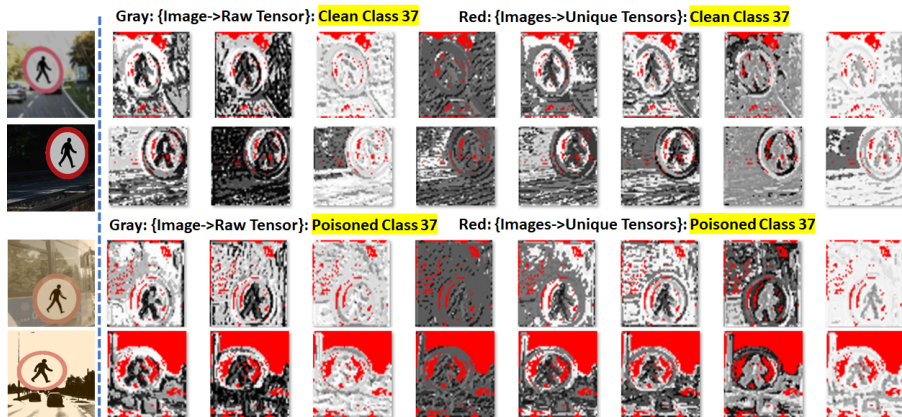 Gray: {Image->Raw Tensor}: Clean Class 37 Red: {Images->Unique Tensors}: Clean Class 37
Gray: {Image->Raw Tensor}: Poisoned Class 37 Red: {Images->Unique Tensors}: Poisoned Class 37